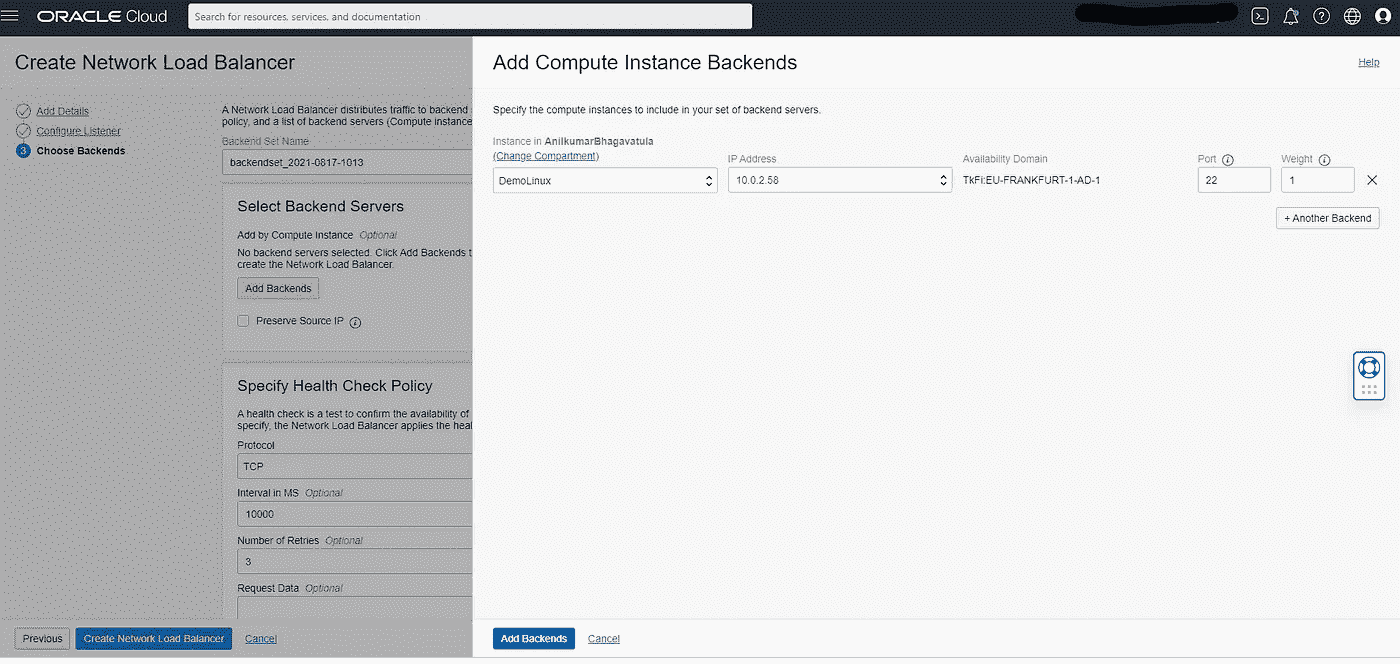 ORACLE Cloud
Search for resources, services, and documentation
Create Network Load Balancer
Add Details
Configure Listener
3
Choose Backends
A Network Load Balancer distributes traffic to backend
policy, and a list of backend servers (Compute instance
Backend Set Name
backendset_2021-0817-1013
Select Backend Servers
Add by Compute Instance Optional
No backend servers selected. Click Add Backends t
create the Network Load Balancer.
Add Backends
Preserve Source IP
Specify Health Check Policy
A health check is a test to confirm the availability of
specify, the Network Load Balancer applies the heal
Protocol
TCP
Interval in MS Optional
10000
Number of Retries Optional
3
Request Data Optional
Previous
Create Network Load Balancer
Cancel
Add Compute Instance Backends
Help
Specify the compute instances to include in your set of backend servers.
Instance in AnilkumarBhagavatula
(Change Compartment)
IP Address
Availability Domain
Port
Weight
DemoLinux
10.0.2.58
TkFi:EU-FRANKFURT-1-AD-1
22
1
+ Another Backend
Add Backends
Cancel